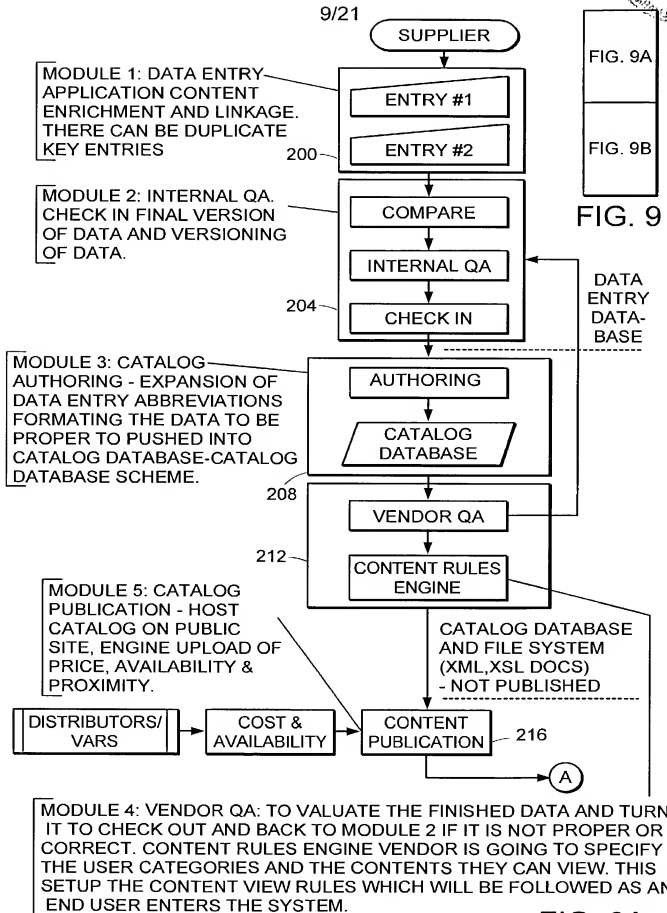 9/21
SUPPLIER
FIG. 9A
FIG. 9B
FIG. 9
MODULE 1: DATA ENTRY
APPLICATION CONTENT
ENRICHMENT AND LINKAGE.
THERE CAN BE DUPLICATE
KEY ENTRIES
ENTRY #1
ENTRY #2
200
MODULE 2: INTERNAL QA.
CHECK IN FINAL VERSION
OF DATA AND VERSIONING
OF DATA.
COMPARE
INTERNAL QA
CHECK IN
204
DATA
ENTRY
DATA-
BASE
MODULE 3: CATALOG
AUTHORING - EXPANSION OF
DATA ENTRY ABBREVIATIONS
FORMATING THE DATA TO BE
PROPER TO PUSHED INTO
CATALOG DATABASE-CATALOG
DATABASE SCHEME.
AUTHORING
CATALOG
DATABASE
208
VENDOR QA
212
CONTENT RULES
ENGINE
MODULE 5: CATALOG
PUBLICATION - HOST
CATALOG ON PUBLIC
SITE, ENGINE UPLOAD OF
PRICE, AVAILABILITY &
PROXIMITY.
CATALOG DATABASE
AND FILE SYSTEM
(XML,XSL DOCS)
- NOT PUBLISHED
DISTRIBUTORS/
VARS
COST &
AVAILABILITY
CONTENT
PUBLICATION
216
A
MODULE 4: VENDOR QA: TO VALUATE THE FINISHED DATA AND TURN
IT TO CHECK OUT AND BACK TO MODULE 2 IF IT IS NOT PROPER OR
CORRECT. CONTENT RULES ENGINE VENDOR IS GOING TO SPECIFY
THE USER CATEGORIES AND THE CONTENTS THEY CAN VIEW. THIS
SETUP THE CONTENT VIEW RULES WHICH WILL BE FOLLOWED AS AN
END USER ENTERS THE SYSTEM.